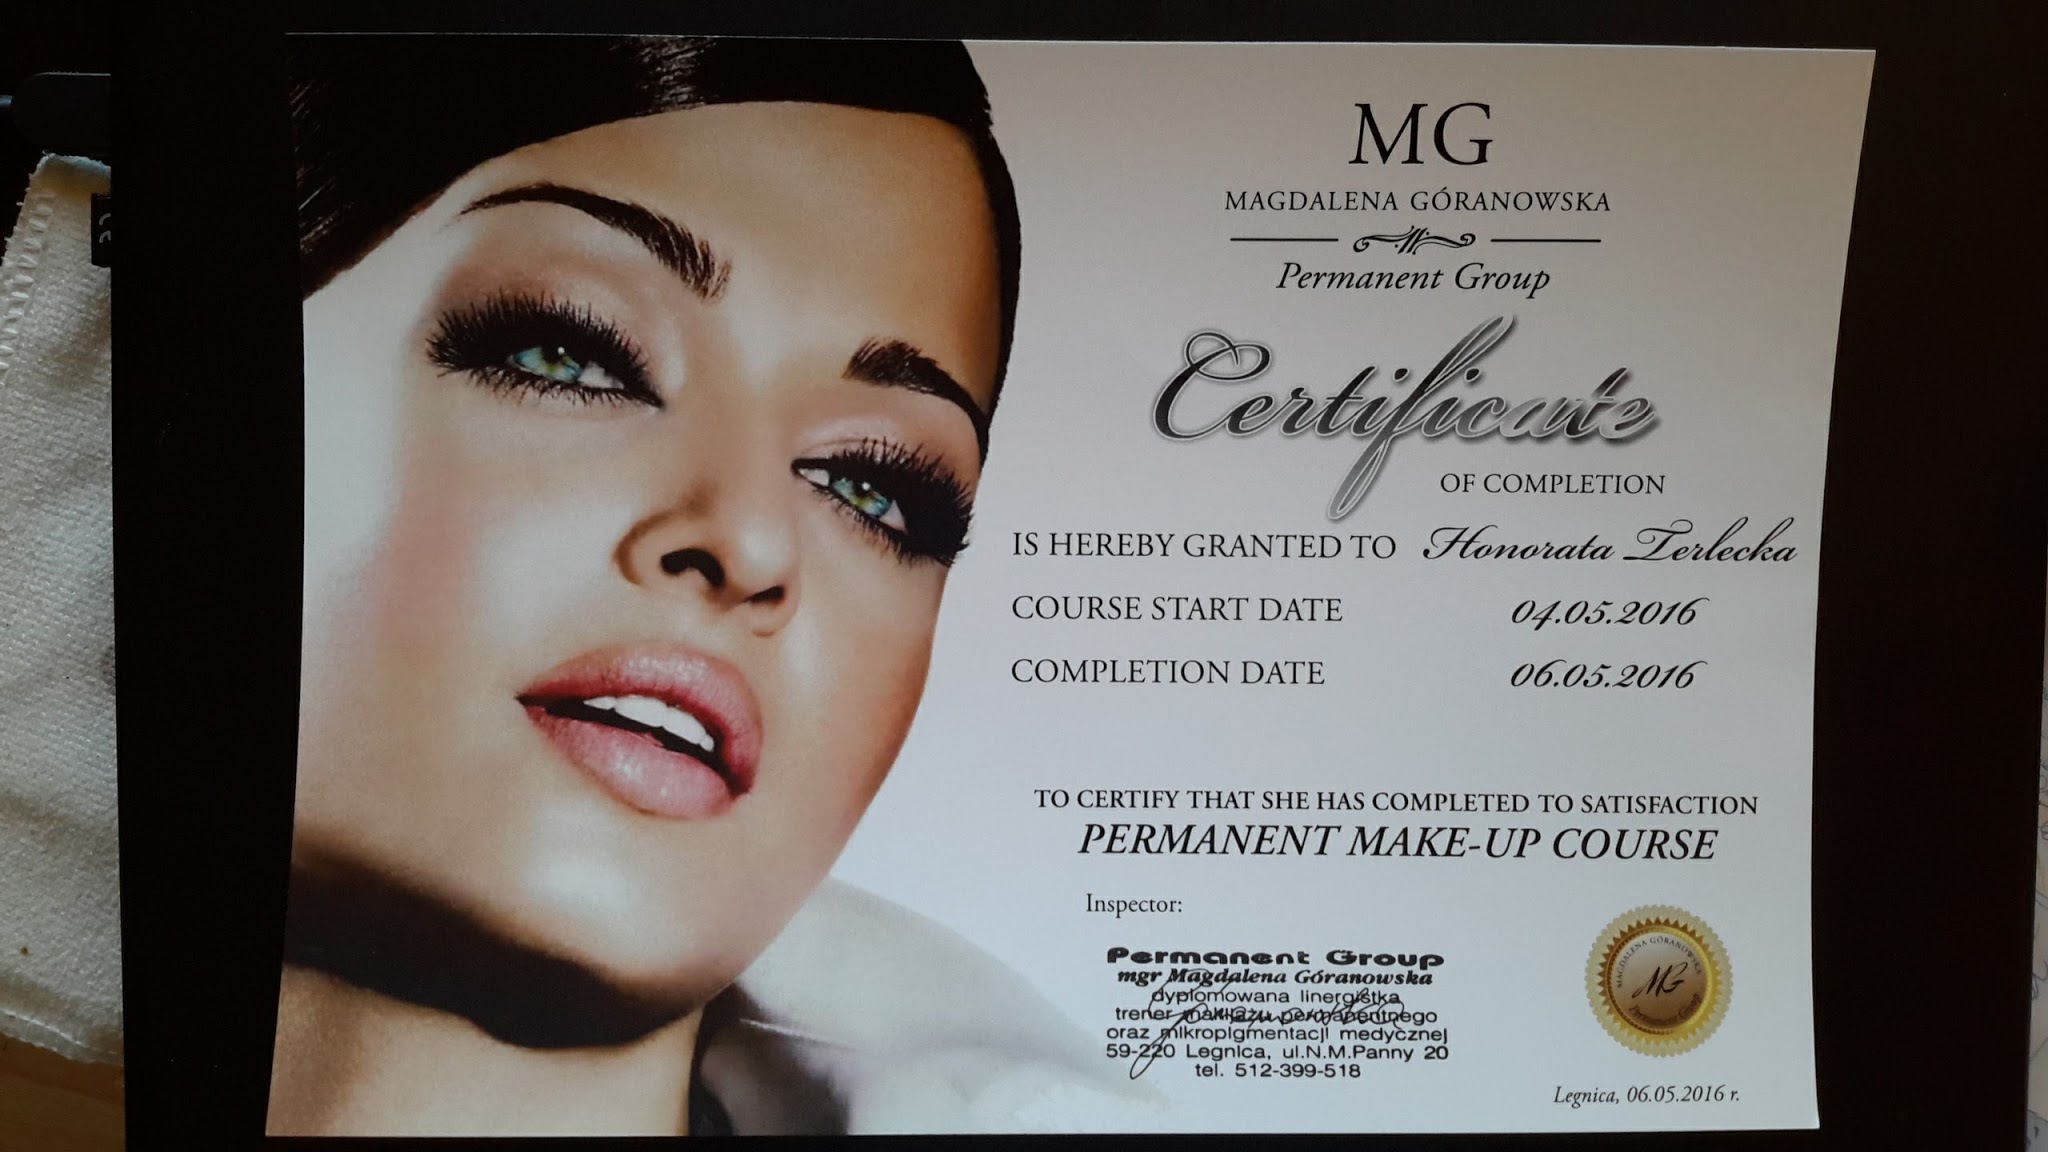 MG
MAGDALENA GÓRANOWSKA
Permanent Group
Certificate
OF COMPLETION
IS HEREBY GRANTED TO Honorata Terlecka
COURSE START DATE 04.05.2016
COMPLETION DATE 06.05.2016
TO CERTIFY THAT SHE HAS COMPLETED TO SATISFACTION
PERMANENT MAKE-UP COURSE
Inspector:
Permanent Group
mgr Magdalena Góranowska
dyplomowana linergistka
trener makijażu permanentnego
oraz mikropigmentacji medycznej
59-220 Legnica, ul.N.M.Panny 20
tel. 512-399-518
MAGDALENA GÓRANOWSKA
MG
Permanent Group
Legnica, 06.05.2016 r.